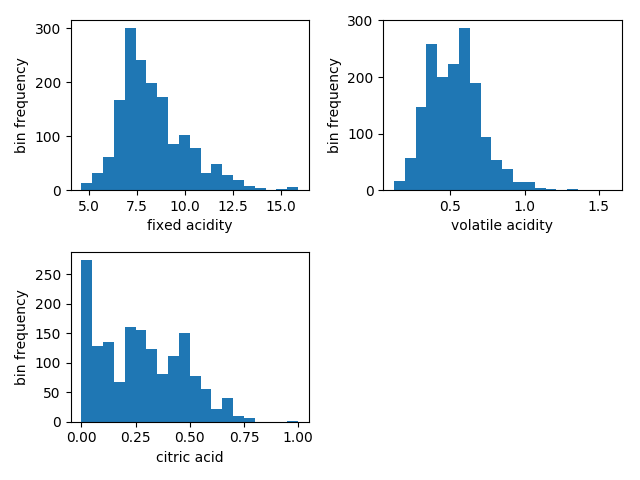 300
200
100
0
bin frequency
5.0 7.5 10.0 12.5 15.0
fixed acidity
300
200
100
0
bin frequency
0.5 1.0 1.5
volatile acidity
250
200
150
100
50
0
bin frequency
0.00 0.25 0.50 0.75 1.00
citric acid